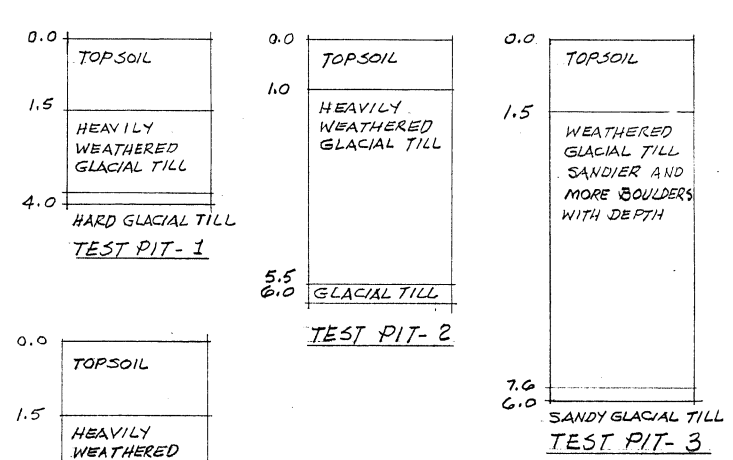 0.0
TOPSOIL
1.5
HEAVILY
WEATHERED
GLACIAL TILL
4.0
HARD GLACIAL TILL
TEST PIT-1
0.0
TOPSOIL
1.0
HEAVILY
WEATHERED
GLACIAL TILL
5.5
6.0
GLACIAL TILL
TEST PIT-2
0.0
TOPSOIL
1.5
WEATHERED
GLACIAL TILL
SANDIER AND
MORE BOULDERS
WITH DEPTH
7.6
6.0
SANDY GLACIAL TILL
TEST PIT-3
0.0
TOPSOIL
1.5
HEAVILY
WEATHERED